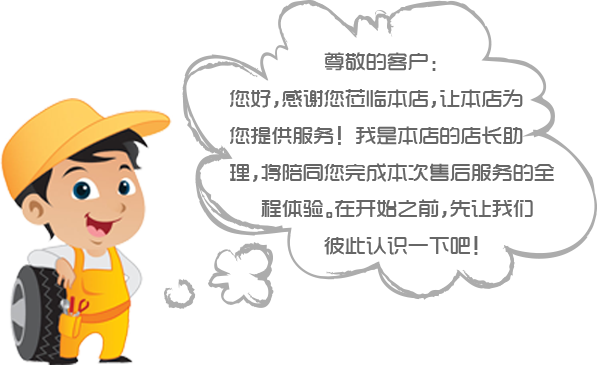 尊敬的客户：
您好，感谢您莅临本店，让本店为
您提供服务！我是本店的店长助
理，将陪同您完成本次售后服务的全
程体验。在开始之前，先让我们
彼此认识一下吧！